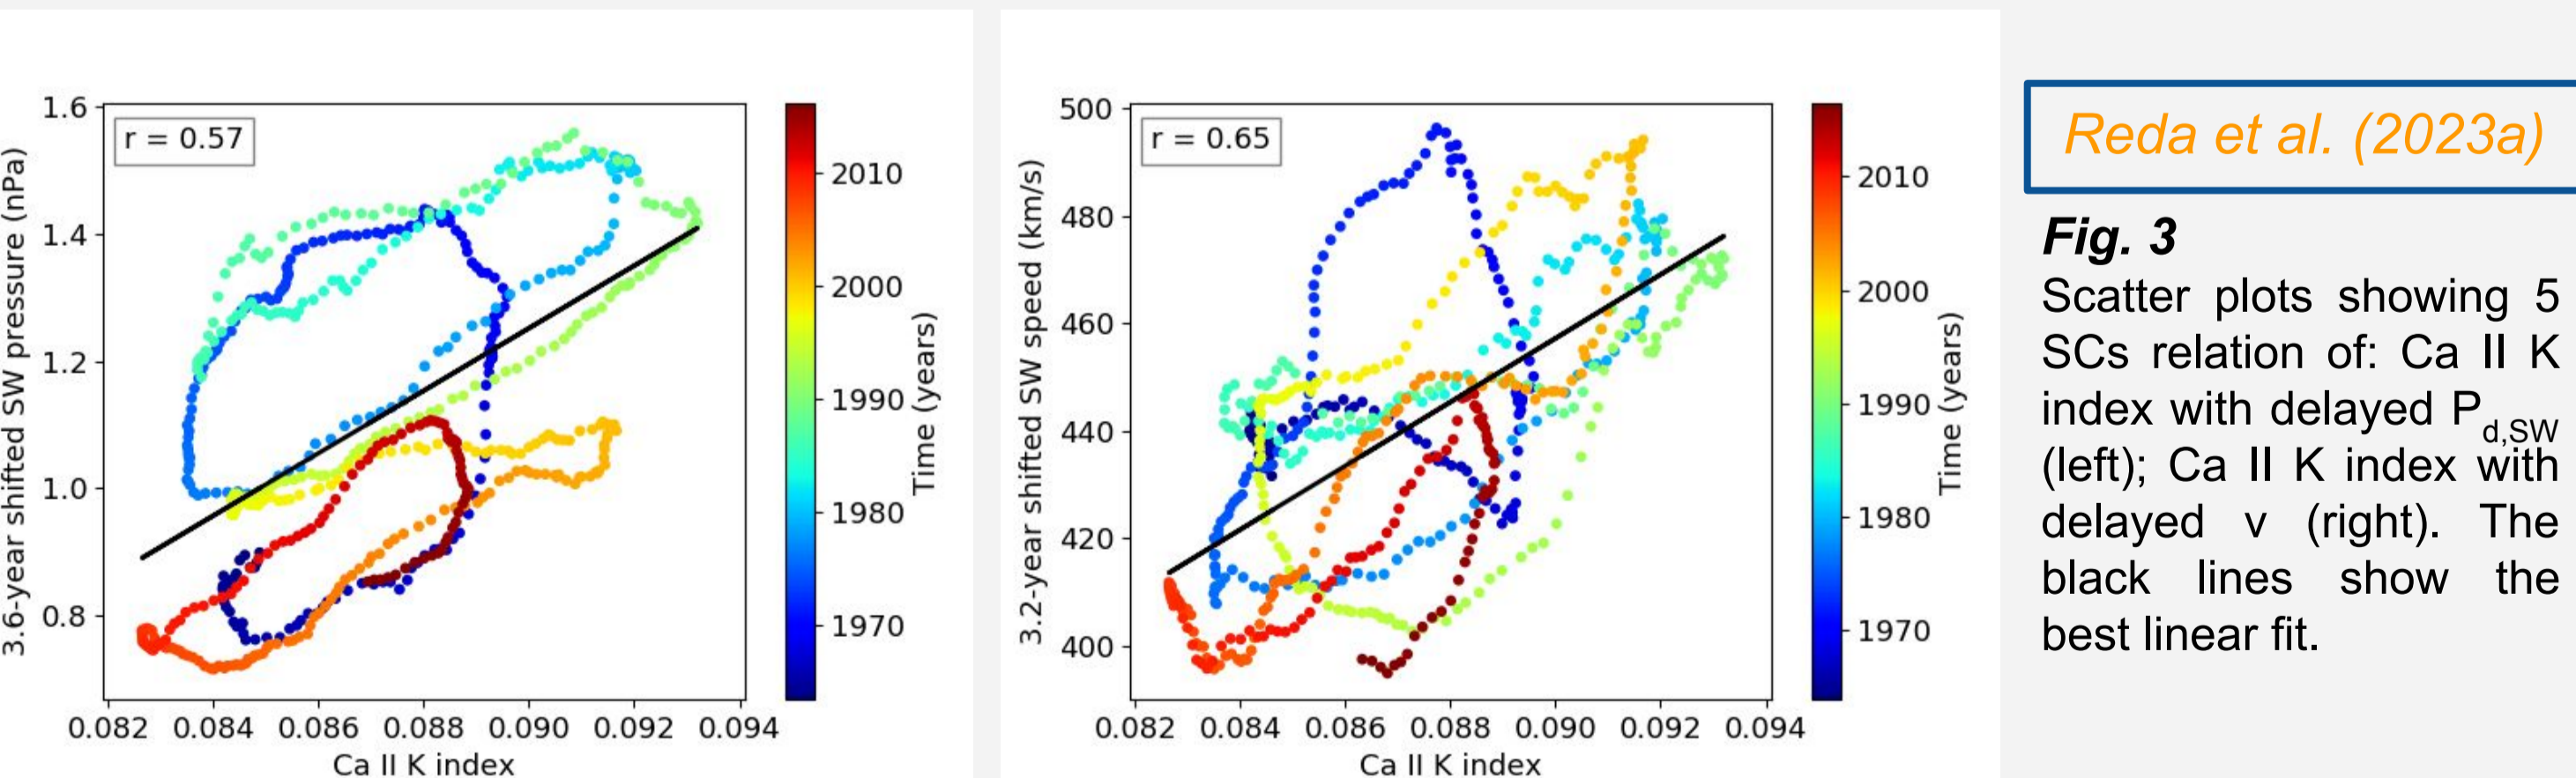 r = 0.57
3.6-year shifted SW pressure (nPa)
1.6
1.4
1.2
1.0
0.8
0.082 0.084 0.086 0.088 0.090 0.092 0.094
Ca II K index
2010
2000
1990
1980
1970
Time (years)
r = 0.65
3.2-year shifted SW speed (km/s)
500
480
460
440
420
400
0.082 0.084 0.086 0.088 0.090 0.092 0.094
Ca II K index
2010
2000
1990
1980
1970
Time (years)
Reda et al. (2023a)
Fig. 3
Scatter plots showing 5
SCs relation of: Ca II K
index with delayed Pd,SW
(left); Ca II K index with
delayed v (right). The
black lines show the
best linear fit.